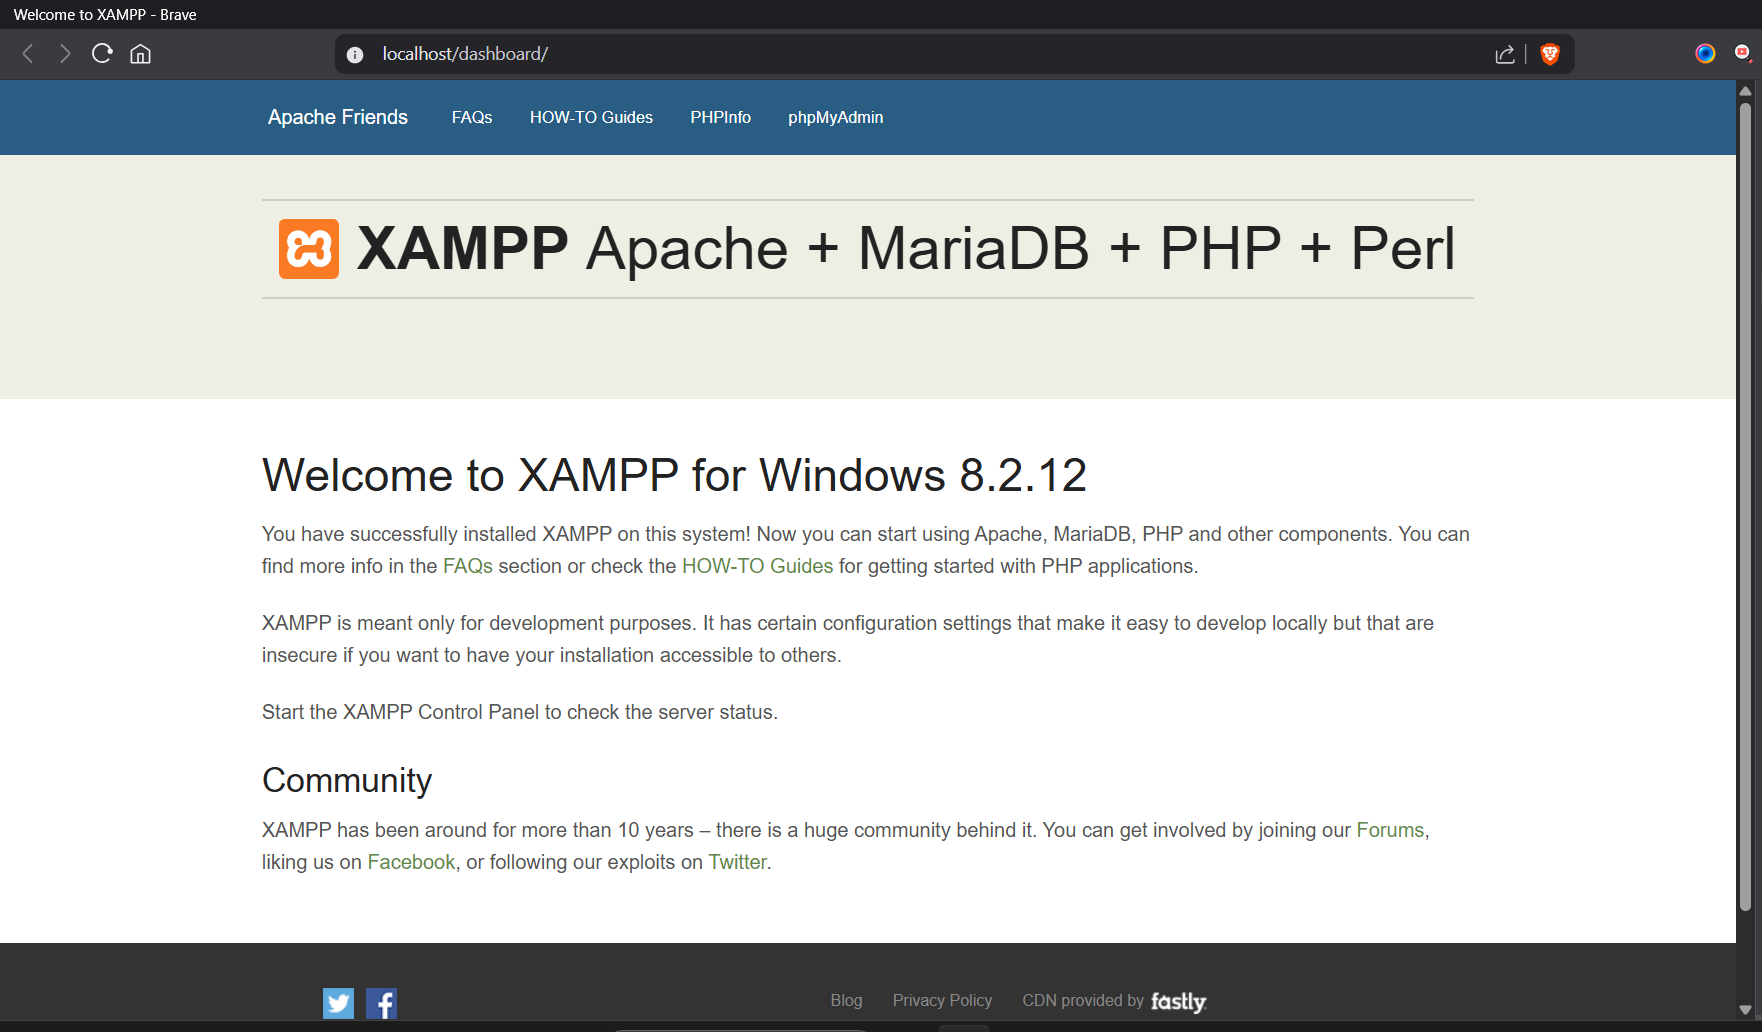 Welcome to XAMPP - Brave
localhost/dashboard/
Apache Friends FAQs HOW-TO Guides PHPInfo phpMyAdmin
XAMPP Apache + MariaDB + PHP + Perl
Welcome to XAMPP for Windows 8.2.12
You have successfully installed XAMPP on this system! Now you can start using Apache, MariaDB, PHP and other components. You can
find more info in the FAQs section or check the HOW-TO Guides for getting started with PHP applications.
XAMPP is meant only for development purposes. It has certain configuration settings that make it easy to develop locally but that are
insecure if you want to have your installation accessible to others.
Start the XAMPP Control Panel to check the server status.
Community
XAMPP has been around for more than 10 years – there is a huge community behind it. You can get involved by joining our Forums,
liking us on Facebook, or following our exploits on Twitter.
Blog Privacy Policy CDN provided by fastly